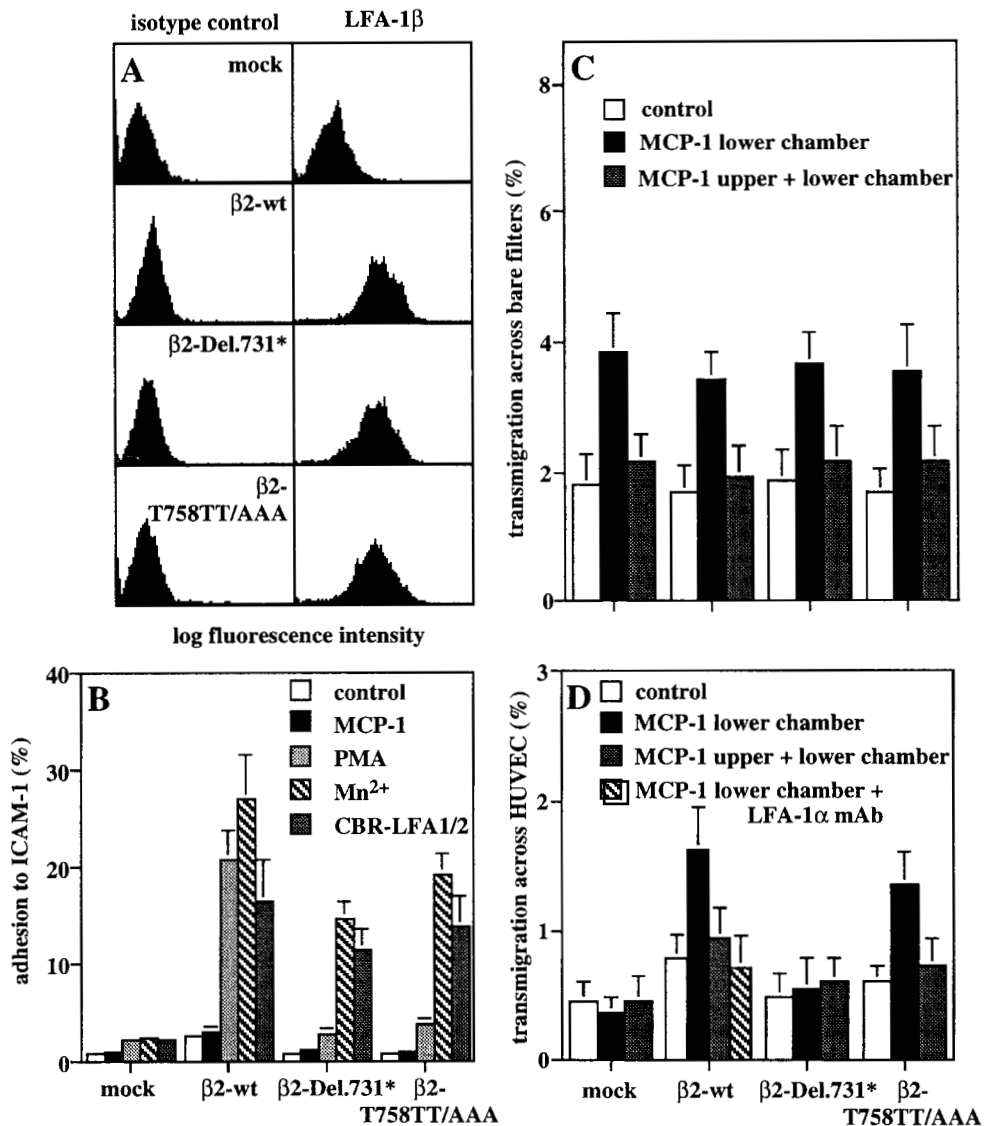 isotype control
LFA-1β
A
mock
β2-wt
β2-Del.731*
β2-
T758TT/AAA
log fluorescence intensity
B
adhesion to ICAM-1 (%)
40
30
20
10
0
control
MCP-1
PMA
Mn²⁺
CBR-LFA1/2
mock
β2-wt
β2-Del.731*
β2-
T758TT/AAA
C
transmigration across bare filters (%)
8
6
4
2
0
control
MCP-1 lower chamber
MCP-1 upper + lower chamber
D
transmigration across HUVEC (%)
3
2
1
0
control
MCP-1 lower chamber
MCP-1 upper + lower chamber
MCP-1 lower chamber +
LFA-1α mAb
mock
β2-wt
β2-Del.731*
β2-
T758TT/AAA